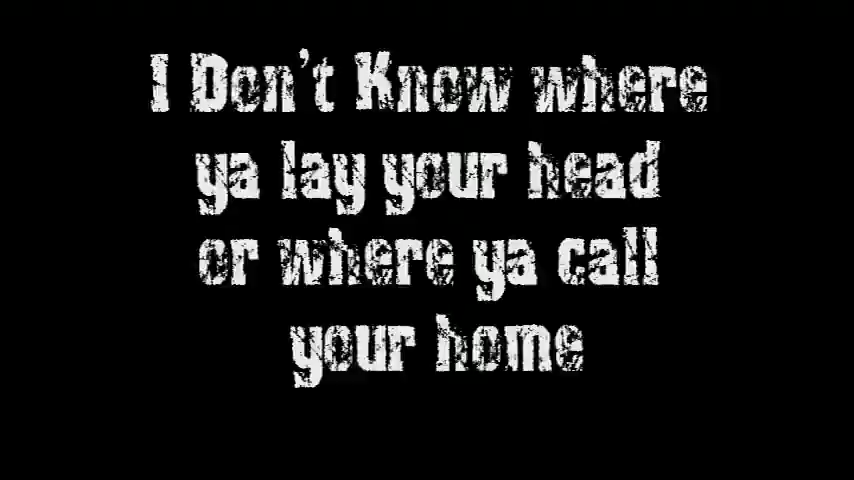 I Don't Know where
ya lay your head
or where ya call
your home